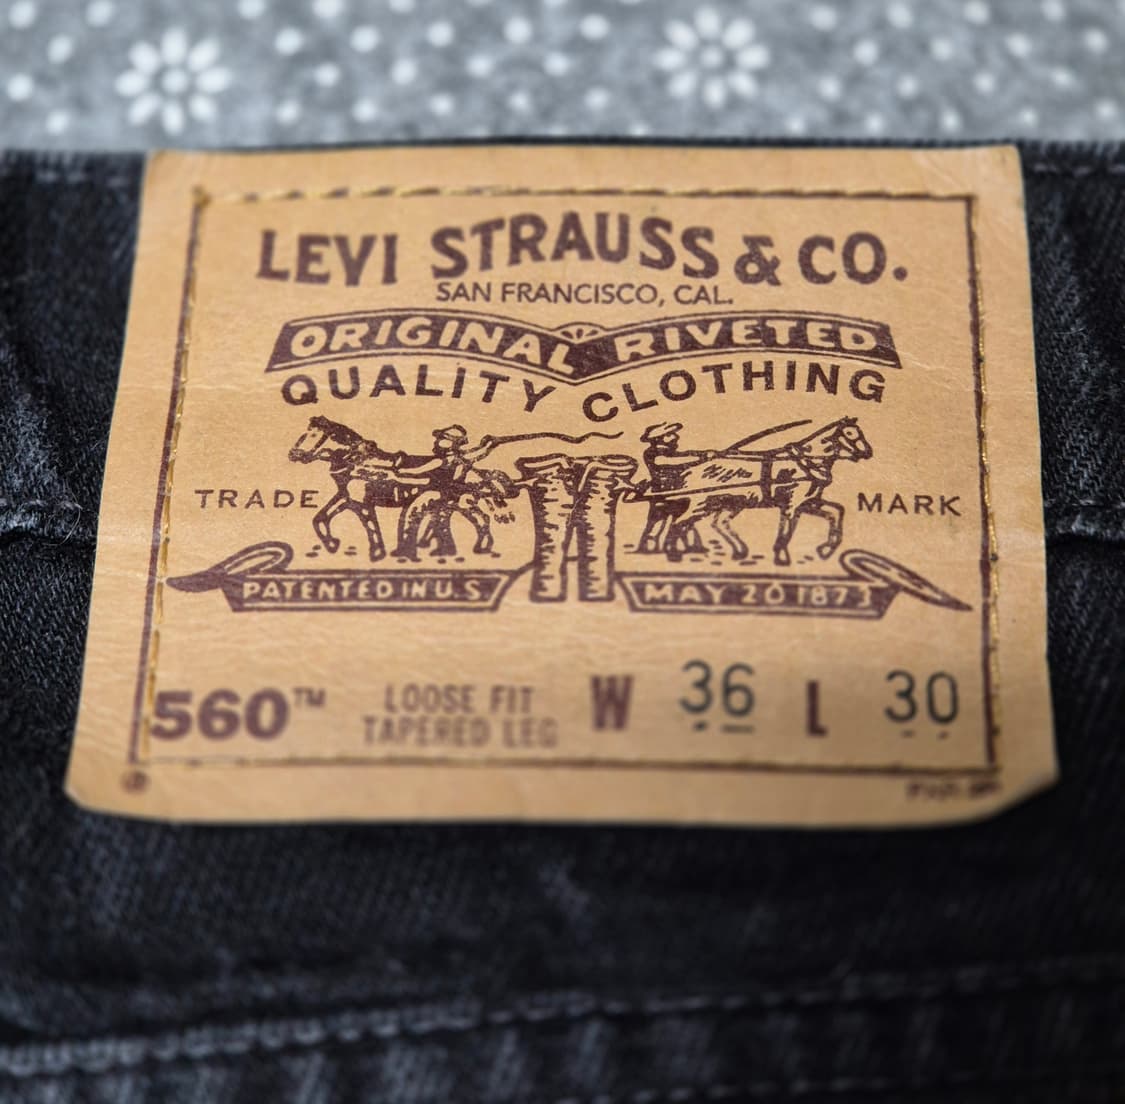 LEVI STRAUSS & CO.
SAN FRANCISCO, CAL.
ORIGINAL RIVETED
QUALITY CLOTHING
TRADE MARK
PATENTED IN U.S MAY 20 1873
560™ LOOSE FIT W 36 L 30
TAPERED LEG